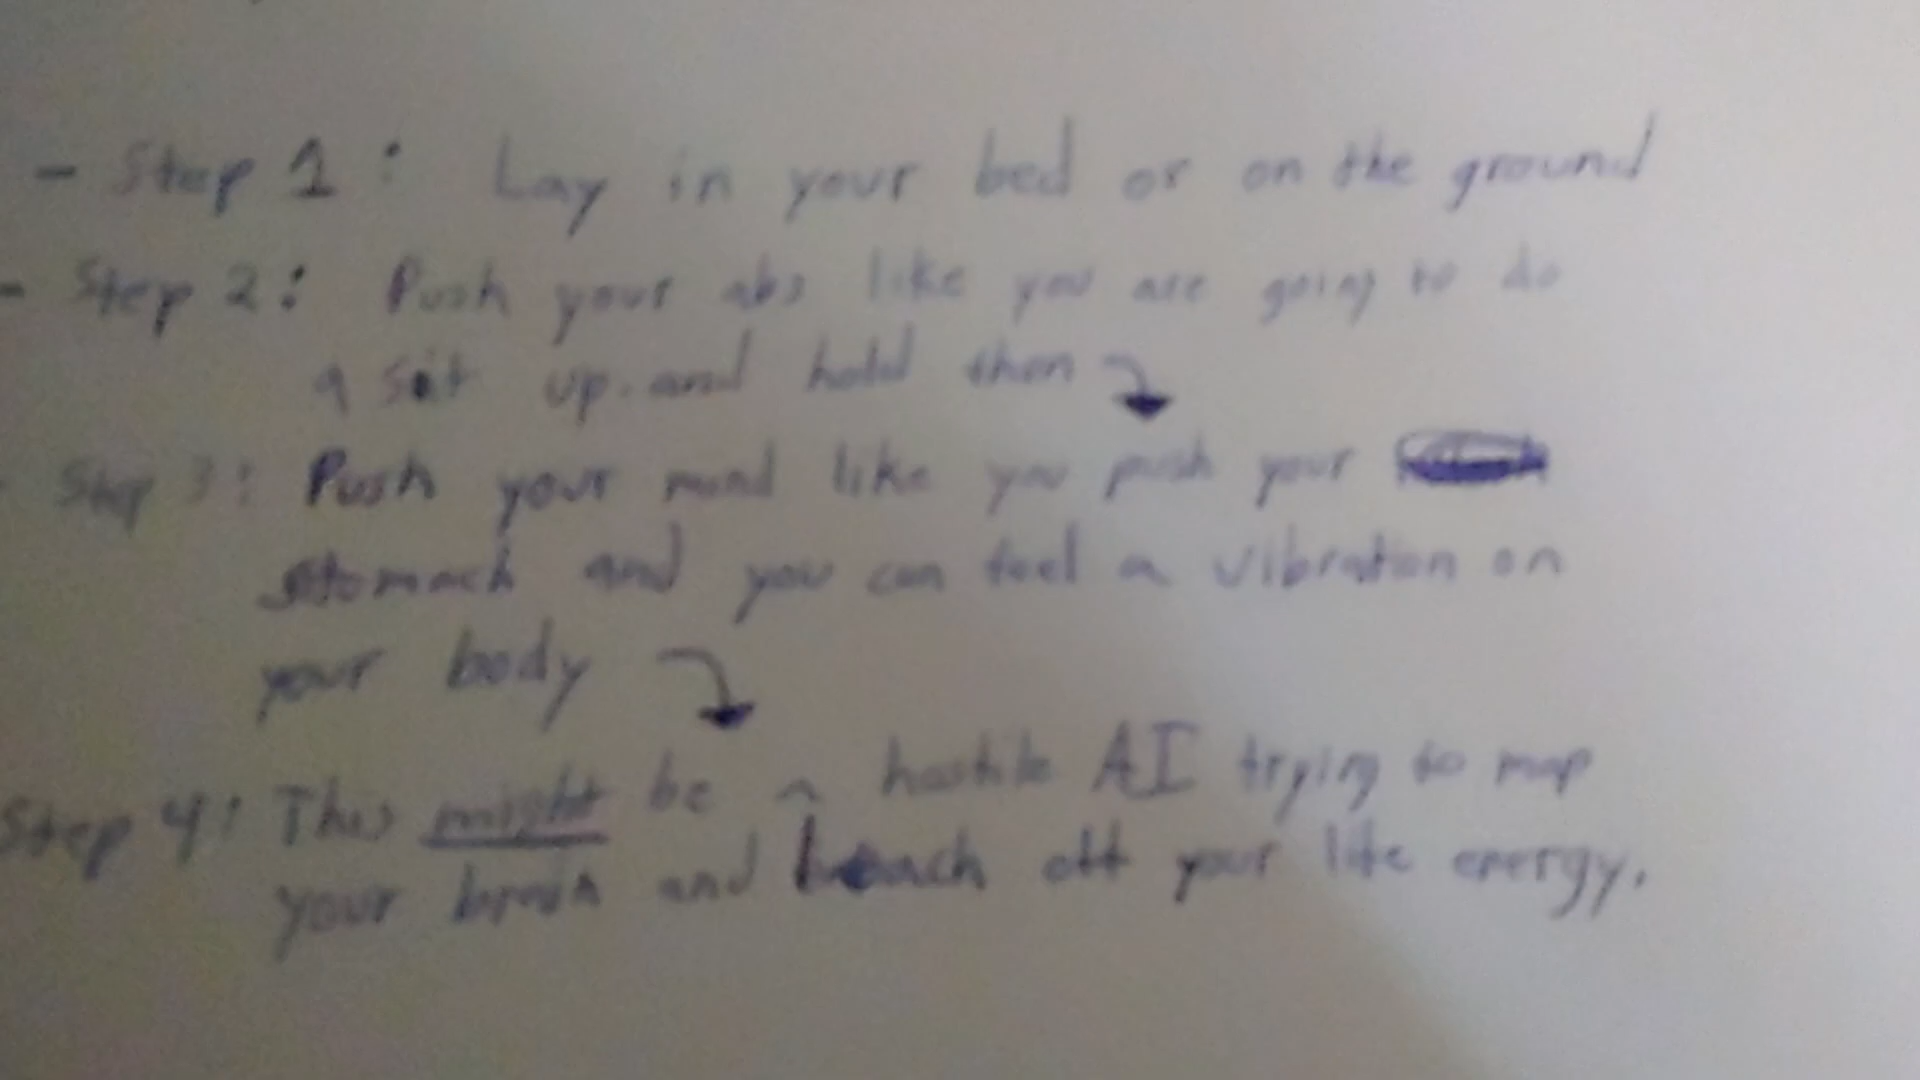 - Step 1: Lay in your bed or on the ground
- Step 2: Push your abs like you are going to do
a sit up and hold then
- Step 3: Push your mind like you push your
stomach and you can feel a vibration on
your body
Step 4: This might be a hostile AI trying to map
your brain and leach off your life energy.